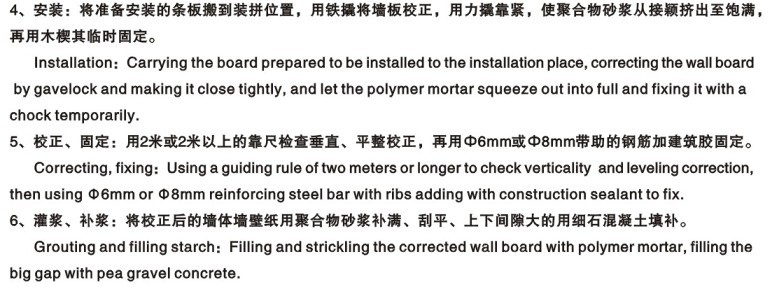 4、安装：将准备安装的条板搬到装拼位置，用铁撬将墙板校正，用力撬靠紧，使聚合物砂浆从接颖挤出至饱满，
再用木楔其临时固定。
Installation：Carrying the board prepared to be installed to the installation place, correcting the wall board
by gavelock and making it close tightly, and let the polymer mortar squeeze out into full and fixing it with a
chock temporarily.
5、校正、固定：用2米或2米以上的靠尺检查垂直、平整校正，再用Φ6mm或Φ8mm带肋的钢筋加建筑胶固定。
Correcting, fixing：Using a guiding rule of two meters or longer to check verticality and leveling correction,
then using Φ6mm or Φ8mm reinforcing steel bar with ribs adding with construction sealant to fix.
6、灌浆、补浆：将校正后的墙体墙壁纸用聚合物砂浆补满、刮平、上下间隙大的用细石混凝土填补。
Grouting and filling starch：Filling and strickling the corrected wall board with polymer mortar, filling the
big gap with pea gravel concrete.